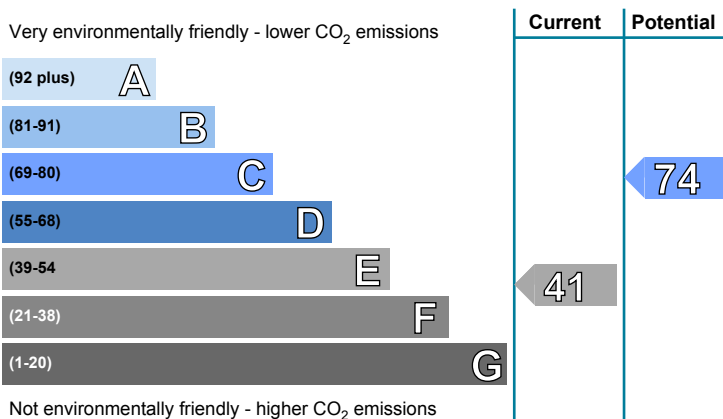 Current Potential
Very environmentally friendly - lower CO2 emissions
(92 plus) A
(81-91) B
(69-80) C
74
(55-68) D
(39-54 E
41
(21-38) F
(1-20) G
Not environmentally friendly - higher CO2 emissions